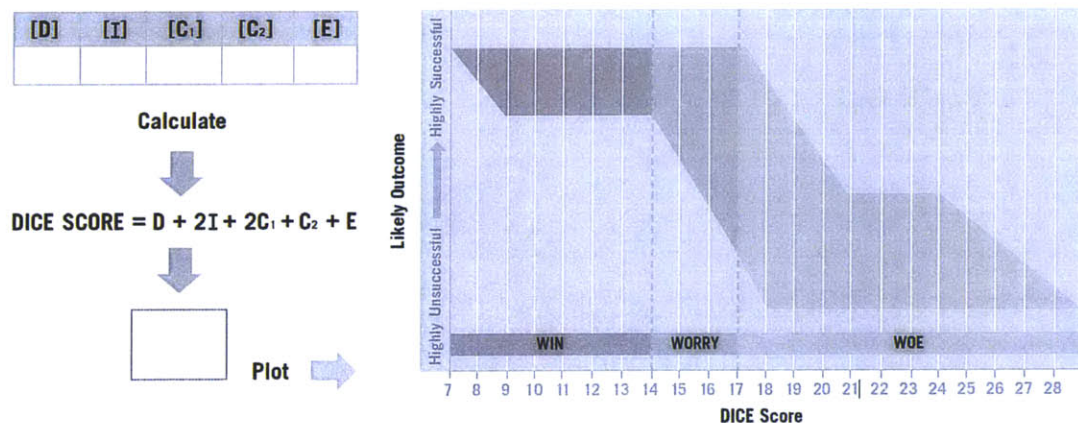 [D] [I] [C₁] [C₂] [E]
Calculate
DICE SCORE = D + 2I + 2C₁ + C₂ + E
Plot
Likely Outcome
Highly Unsuccessful
Highly Successful
WIN WORRY WOE
7 8 9 10 11 12 13 14 15 16 17 18 19 20 21 22 23 24 25 26 27 28
DICE Score